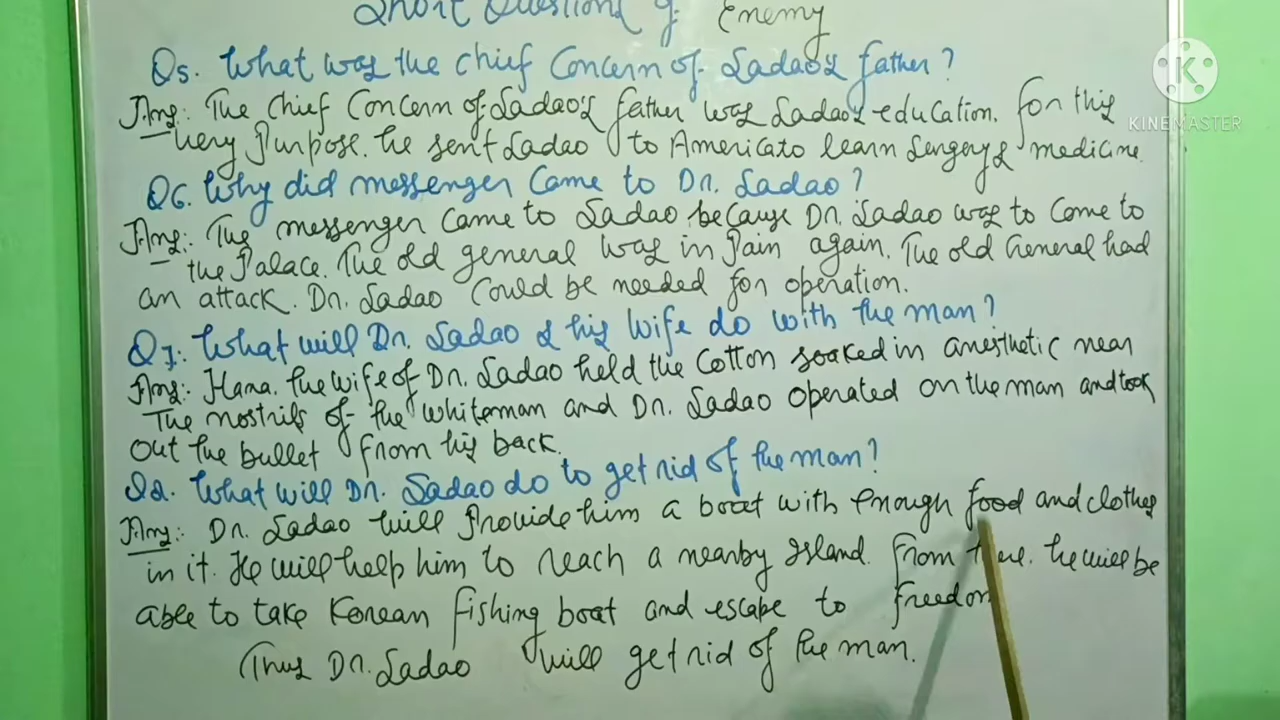 Short Questions of Enemy
KINEMASTER
Q5. What was the chief Concern of Sadao's father?
Ans: The Chief Concern of Sadao's father was Sadao's education. for this
very Purpose. he sent Sadao to Americato learn Surgery & medicine.
Q6. Why did messenger Came to Dr. Sadao?
Ans: The messenger Came to Sadao because Dr. Sadao was to Come to
the Palace. The old general was in Pain again. The old General had
an attack. Dr. Sadao Could be needed for operation.
Q7. What will Dr. Sadao & his wife do with the man?
Ans: Hana. the wife of Dr. Sadao held the Cotton soaked in anesthetic near
The nostrils of the whiteman and Dr. Sadao operated on the man and took
out the bullet from his back.
What will Dr. Sadao do to get rid of the man?
Ans: Dr. Sadao will Provide him a boat with enough food and clothes
in it. He will help him to reach a nearby Island. From there. he will be
able to take Korean fishing boat and escape to freedom
Thus Dr. Sadao will get rid of the man.